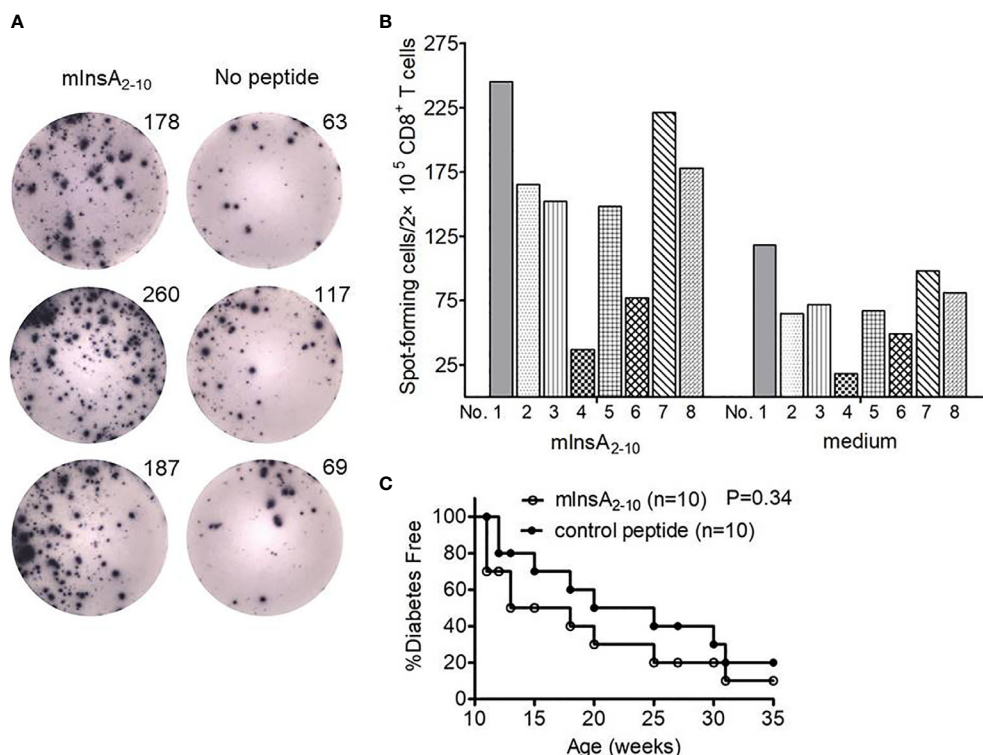 A
mInsA2-10 No peptide
178 63
260 117
187 69
B
Spot-forming cells/2× 10^5 CD8+ T cells
275
225
175
125
75
25
No. 1 2 3 4 5 6 7 8 No. 1 2 3 4 5 6 7 8
mInsA2-10 medium
C
mInsA2-10 (n=10) P=0.34
control peptide (n=10)
%Diabetes Free
100
80
60
40
20
0
10 15 20 25 30 35
Age (weeks)